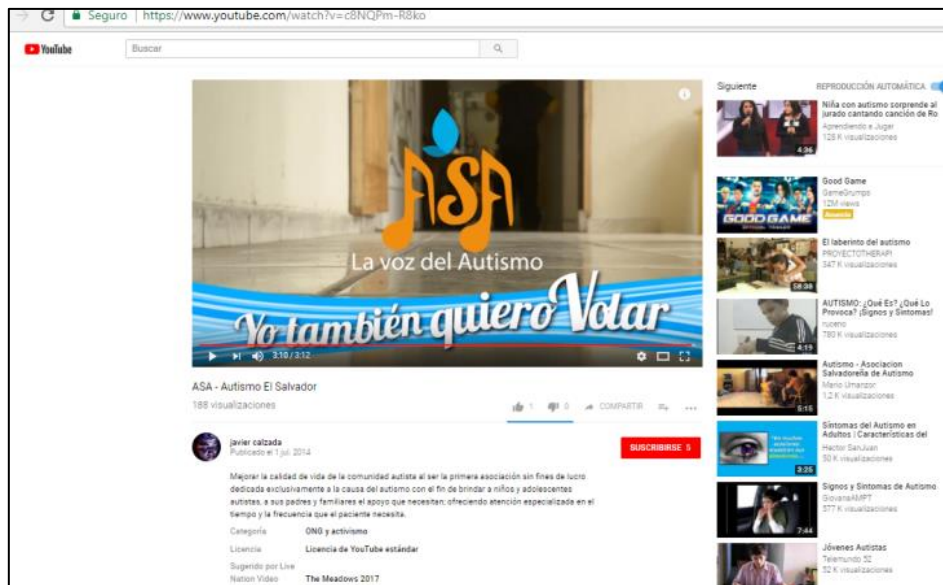 Seguro | https://www.youtube.com/watch?v=c8NQPm-R8ko
YouTube
Buscar
ASA
La voz del Autismo
Yo también quiero Volar
3:10 / 3:12
ASA - Autismo El Salvador
188 visualizaciones
1 0 COMPARTIR
javier calzada
Publicado el 1 jul. 2014
SUSCRIBIRSE 5
Mejorar la calidad de vida de la comunidad autista al ser la primera asociación sin fines de lucro
dedicada exclusivamente a la causa del autismo con el fin de brindar a niños y adolescentes
autistas, a sus padres y familiares el apoyo que necesitan; ofreciendo atención especializada en el
tiempo y la frecuencia que el paciente necesita.
Categoría ONG y activismo
Licencia Licencia de YouTube estándar
Sugerido por Live
Nation Video The Meadows 2017
Siguiente REPRODUCCIÓN AUTOMÁTICA
Niña con autismo sorprende al
jurado cantando canción de Ro
Aprendiendo a Jugar
128 K visualizaciones
4:36
Good Game
GameGrumps
12M views
Anuncio
GOOD GAME
El laberinto del autismo
PROYECTOTHERAPI
347 K visualizaciones
58:38
AUTISMO: ¿Qué Es? ¿Qué Lo
Provoca? ¡Signos y Síntomas!
ruceno
780 K visualizaciones
4:19
Autismo - Asociacion
Salvadoreña de Autismo
Mario Umanzor
1,2 K visualizaciones
5:15
Síntomas del Autismo en
Adultos | Características del
Hector SanJuan
50 K visualizaciones
3:25
Signos y Sintomas de Autismo
GiovanaAMPT
577 K visualizaciones
7:44
Jóvenes Autistas
Telemundo 52
52 K visualizaciones